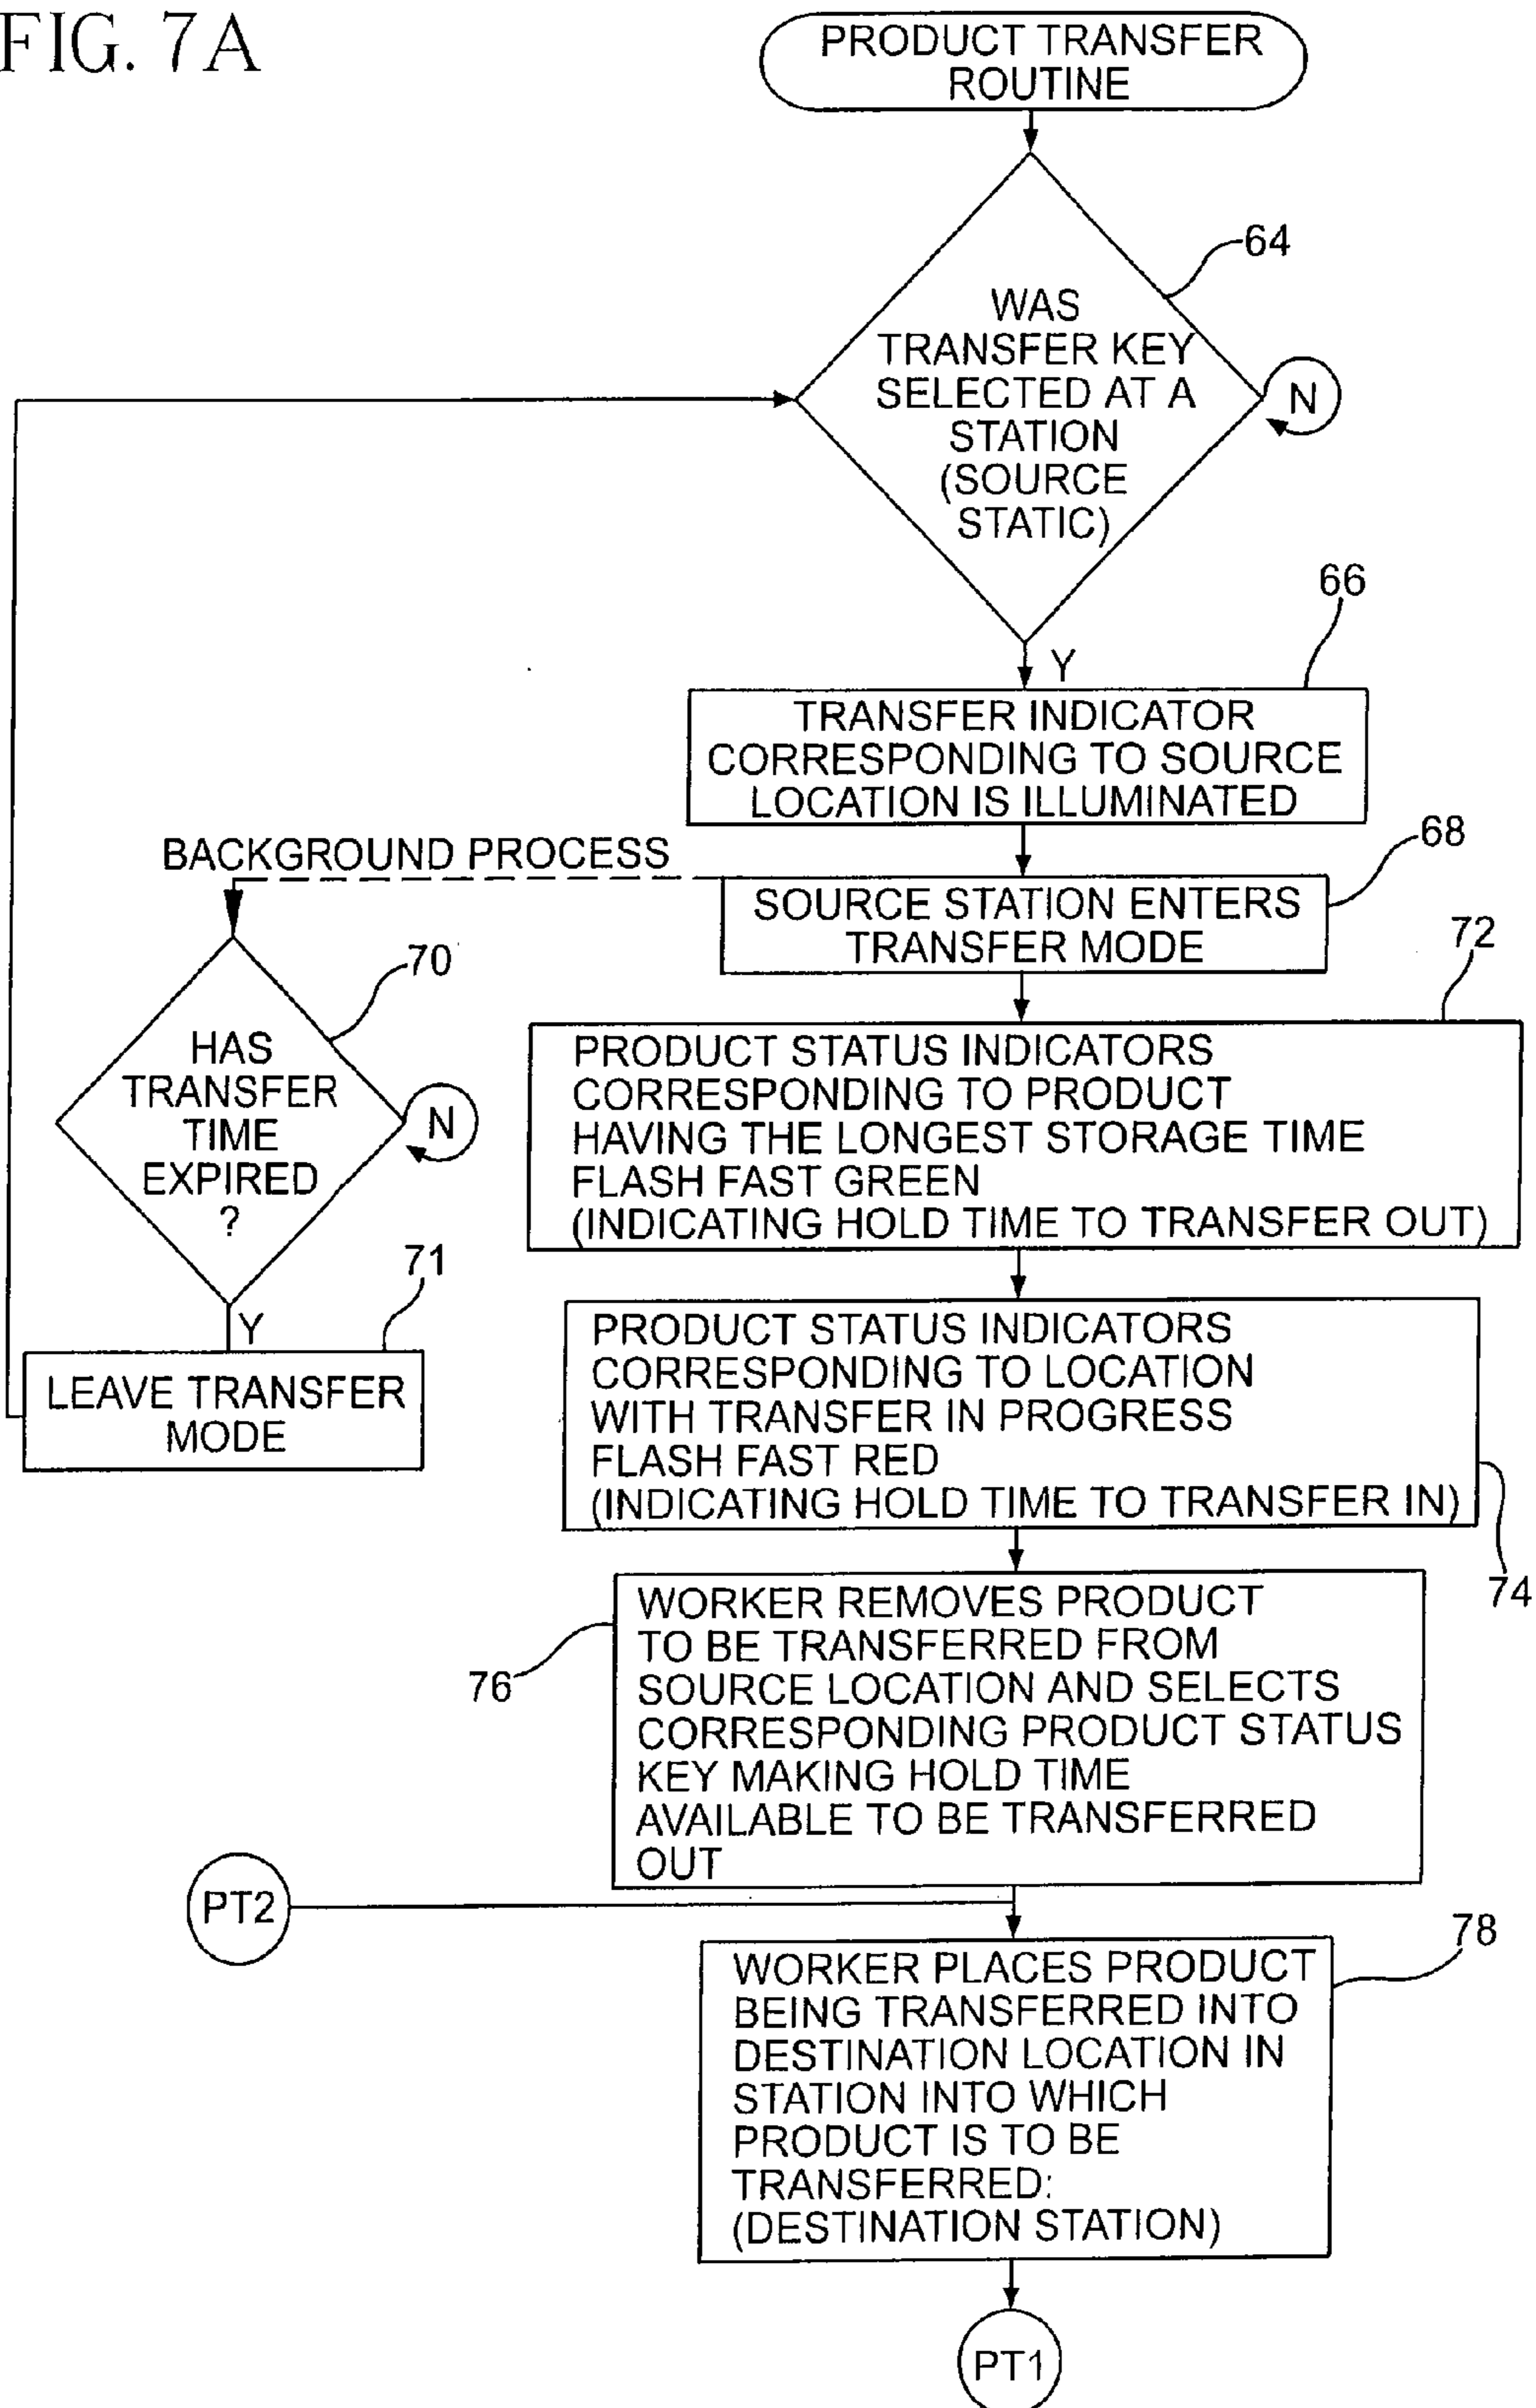 FIG. 7A
PRODUCT TRANSFER
ROUTINE
64
WAS
TRANSFER KEY
SELECTED AT A
STATION
(SOURCE
STATIC)
N
Y
66
TRANSFER INDICATOR
CORRESPONDING TO SOURCE
LOCATION IS ILLUMINATED
BACKGROUND PROCESS
68
SOURCE STATION ENTERS
TRANSFER MODE
70
HAS
TRANSFER
TIME
EXPIRED
?
N
Y
71
LEAVE TRANSFER
MODE
72
PRODUCT STATUS INDICATORS
CORRESPONDING TO PRODUCT
HAVING THE LONGEST STORAGE TIME
FLASH FAST GREEN
(INDICATING HOLD TIME TO TRANSFER OUT)
PRODUCT STATUS INDICATORS
CORRESPONDING TO LOCATION
WITH TRANSFER IN PROGRESS
FLASH FAST RED
(INDICATING HOLD TIME TO TRANSFER IN)
74
76
WORKER REMOVES PRODUCT
TO BE TRANSFERRED FROM
SOURCE LOCATION AND SELECTS
CORRESPONDING PRODUCT STATUS
KEY MAKING HOLD TIME
AVAILABLE TO BE TRANSFERRED
OUT
PT2
78
WORKER PLACES PRODUCT
BEING TRANSFERRED INTO
DESTINATION LOCATION IN
STATION INTO WHICH
PRODUCT IS TO BE
TRANSFERRED:
(DESTINATION STATION)
PT1